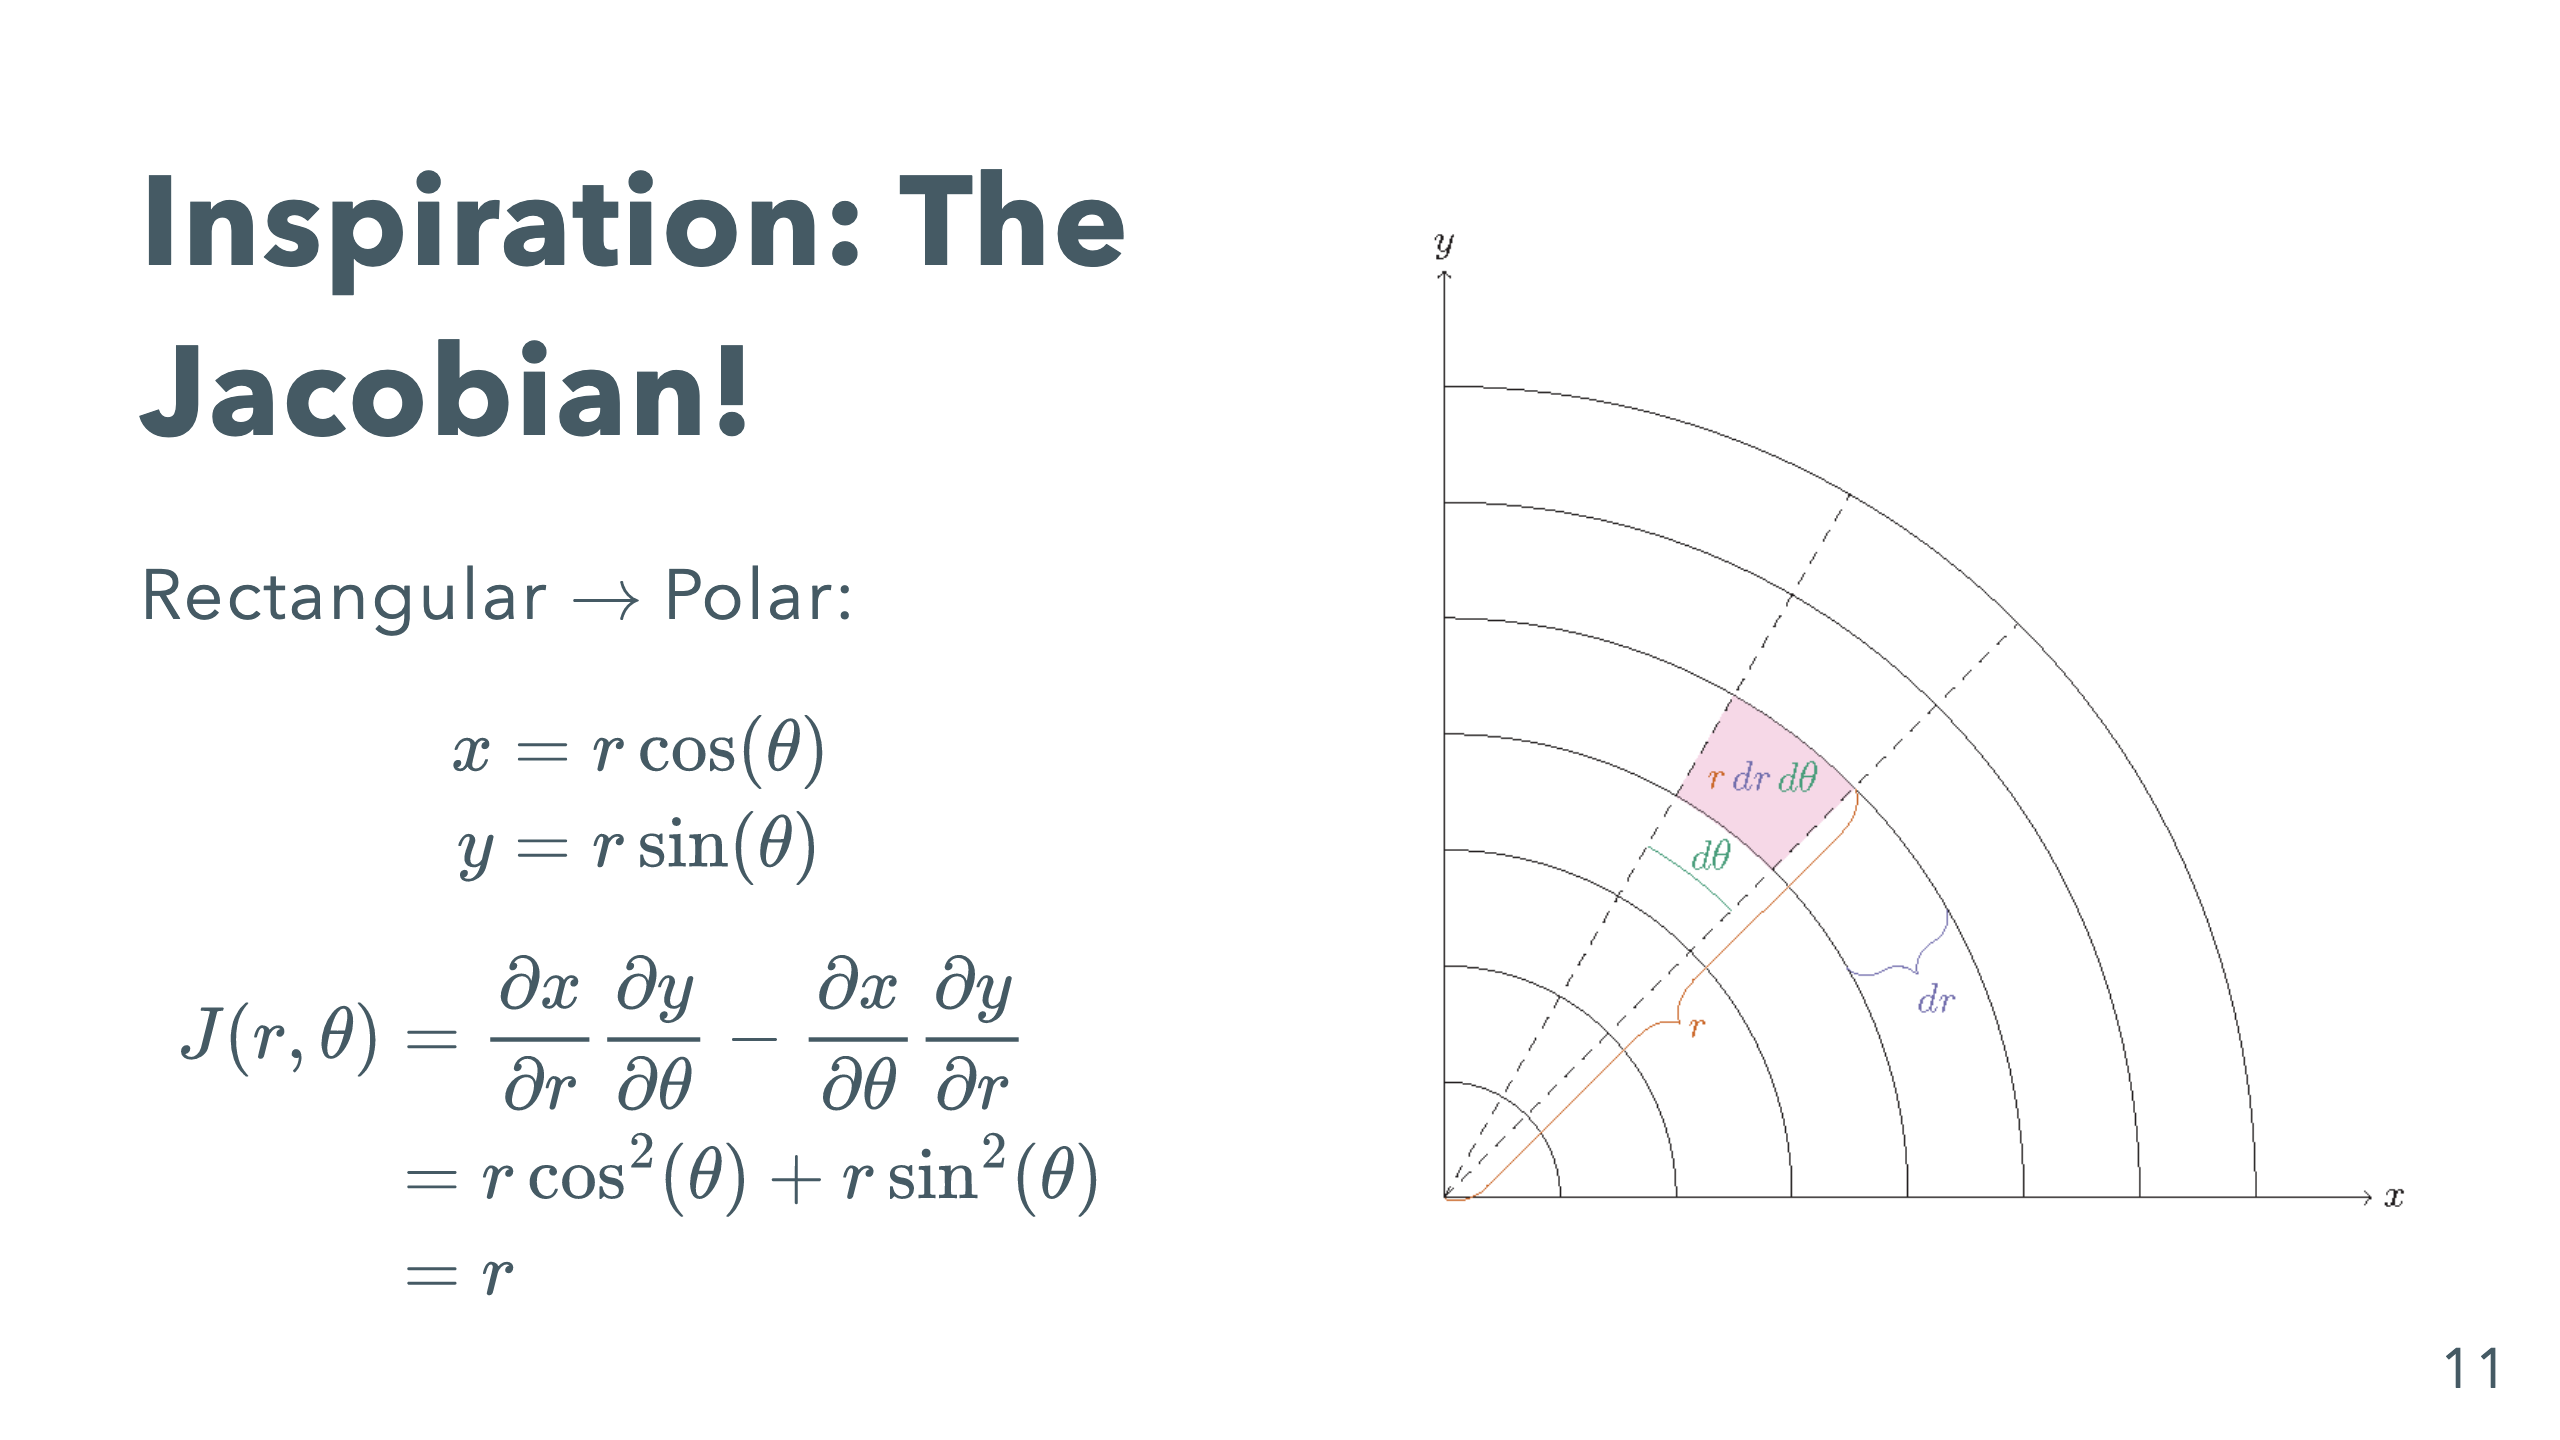 Inspiration: The
Jacobian!
Rectangular → Polar:
x = r cos(θ)
y = r sin(θ)
J(r, θ) = ∂x/∂r ∂y/∂θ − ∂x/∂θ ∂y/∂r
= r cos²(θ) + r sin²(θ)
= r
y
r dr dθ
dθ
dr
r
x
11